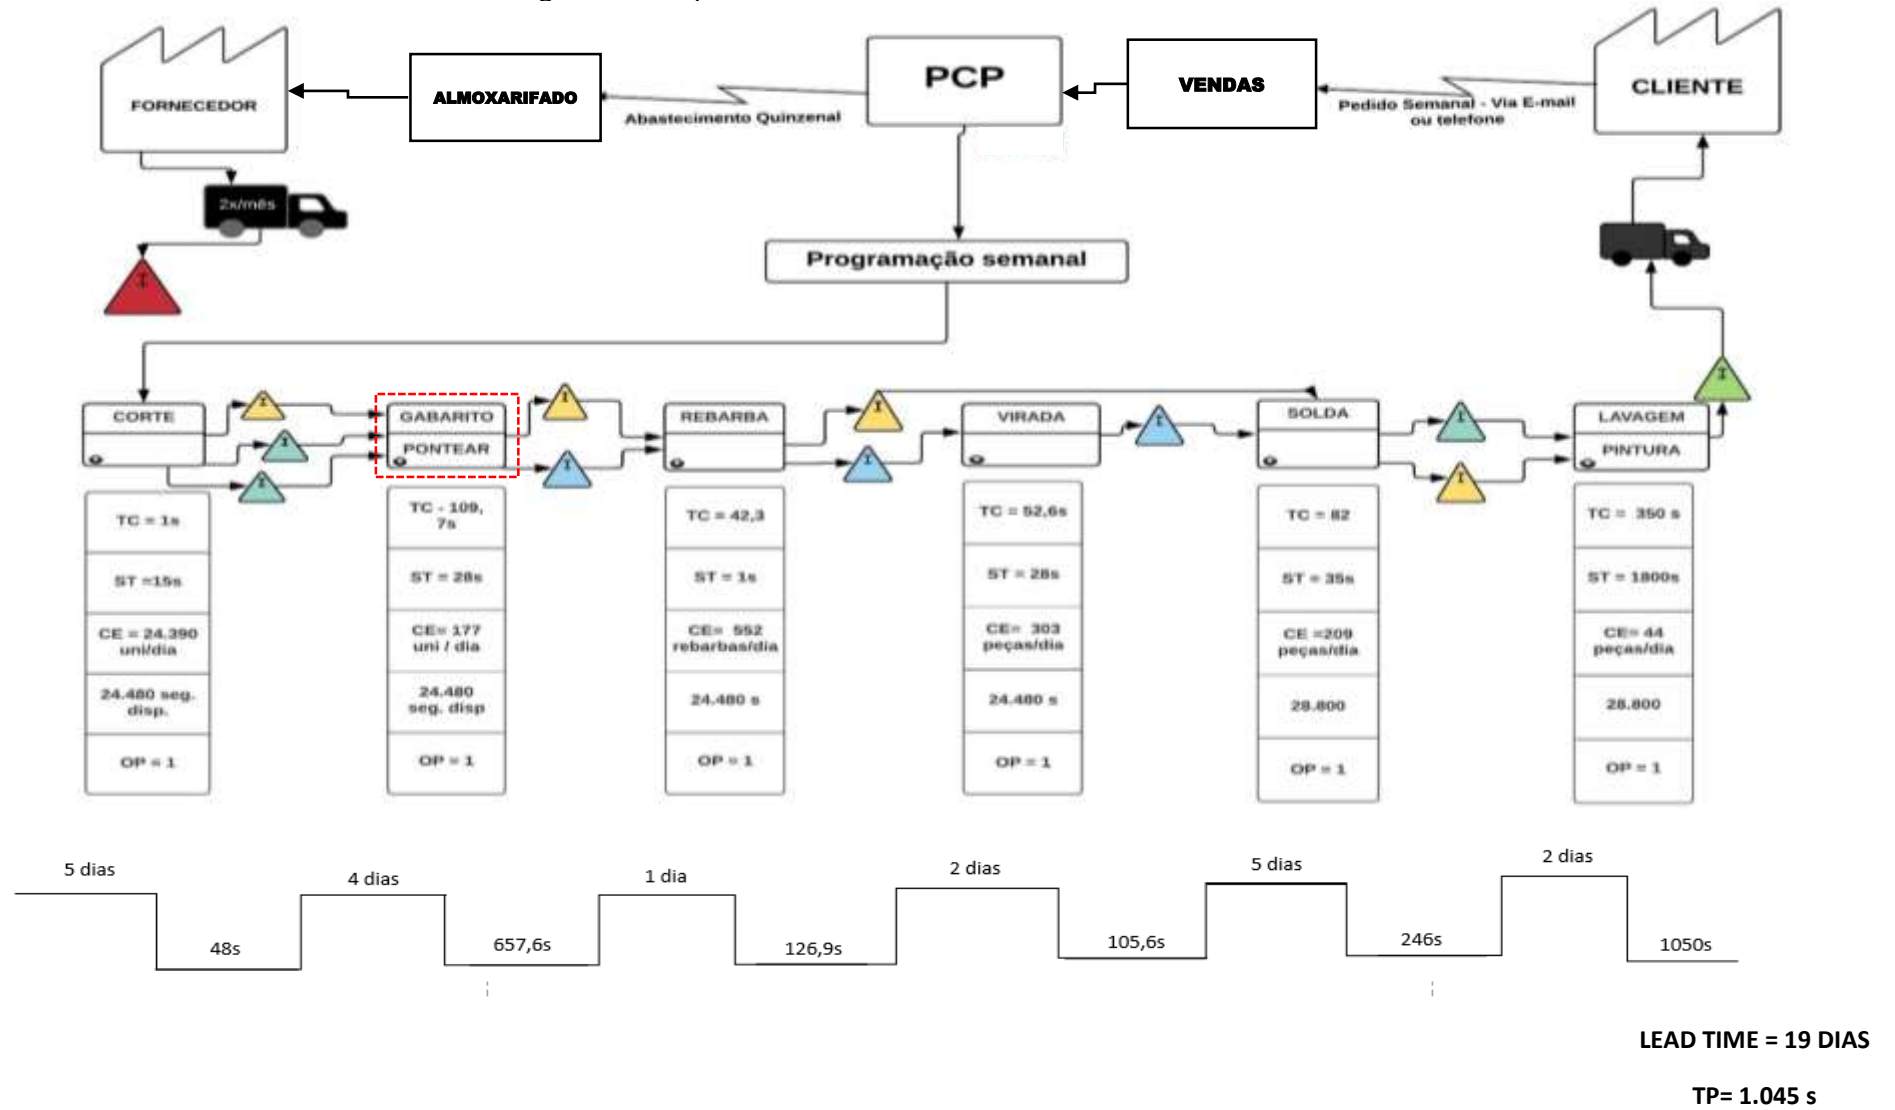 FORNECEDOR
ALMOXARIFADO
Abastecimento Quinzenal
PCP
VENDAS
Pedido Semanal - Via E-mail
ou telefone
CLIENTE
2x/mês
I
Programação semanal
I
CORTE
I
I
I
GABARITO
PONTEAR
I
I
REBARBA
I
I
VIRADA
I
SOLDA
I
I
LAVAGEM
PINTURA
TC = 1s
ST =15s
CE = 24.390
uni/dia
24.480 seg.
disp.
OP = 1
TC - 109,
7s
ST = 28s
CE= 177
uni / dia
24.480
seg. disp
OP = 1
TC = 42,3
ST = 1s
CE= 552
rebarbas/dia
24.480 s
OP = 1
TC = 52,6s
ST = 28s
CE= 303
peças/dia
24.480 s
OP = 1
TC = 82
ST = 35s
CE =209
peças/dia
28.800
OP = 1
TC = 350 s
ST = 1800s
CE= 44
peças/dia
28.800
OP = 1
5 dias
48s
4 dias
657,6s
1 dia
126,9s
2 dias
105,6s
5 dias
246s
2 dias
1050s
LEAD TIME = 19 DIAS
TP= 1.045 s